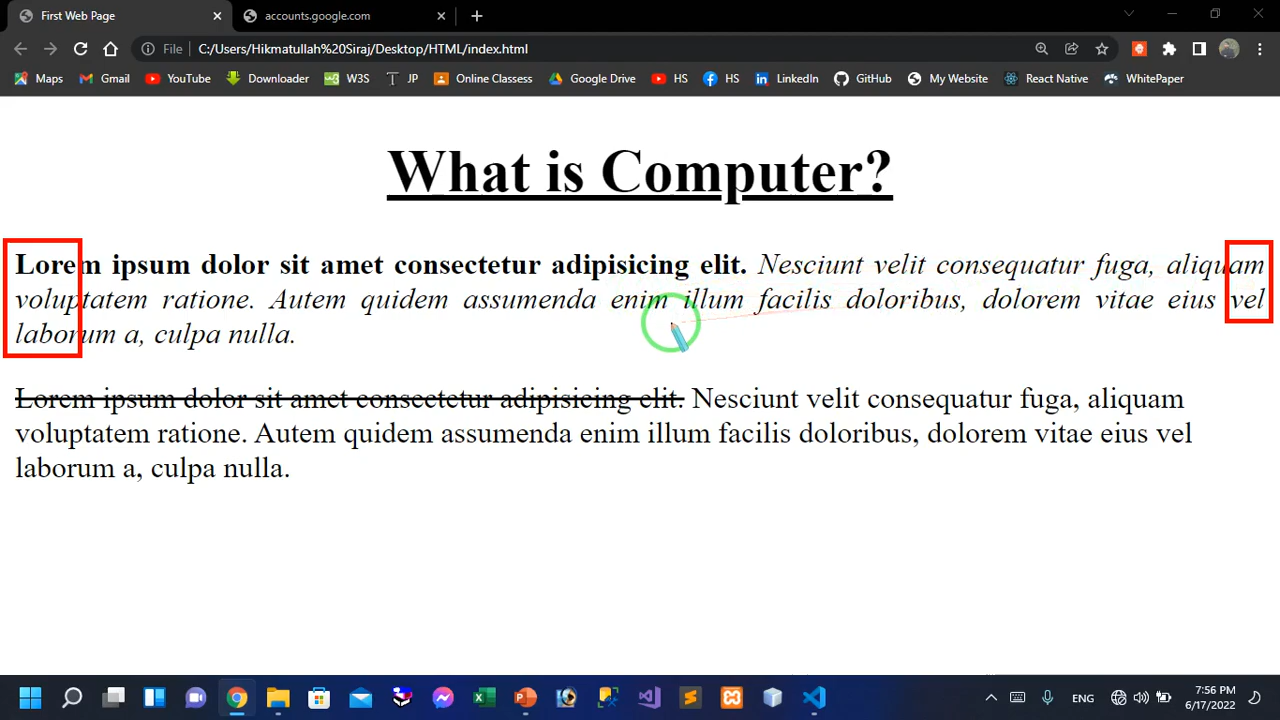 First Web Page
accounts.google.com
File C:/Users/Hikmatullah%20Siraj/Desktop/HTML/index.html
Maps Gmail YouTube Downloader W3S JP Online Classess Google Drive HS HS LinkedIn GitHub My Website React Native WhitePaper
What is Computer?
Lorem ipsum dolor sit amet consectetur adipisicing elit. Nesciunt velit consequatur fuga, aliquam
voluptatem ratione. Autem quidem assumenda enim illum facilis doloribus, dolorem vitae eius vel
laborum a, culpa nulla.
Lorem ipsum dolor sit amet consectetur adipisicing elit. Nesciunt velit consequatur fuga, aliquam
voluptatem ratione. Autem quidem assumenda enim illum facilis doloribus, dolorem vitae eius vel
laborum a, culpa nulla.
ENG
7:56 PM
6/17/2022